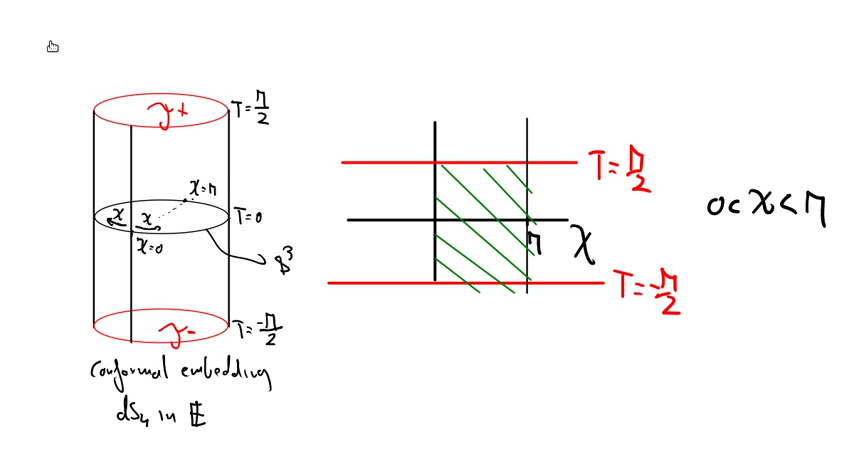 𝒥+
T = π/2
χ = π
χ
χ
T = 0
χ = 0
S³
𝒥-
T = -π/2
conformal embedding
dS₄ in 𝔼
T = π/2
π
χ
T = -π/2
0 < χ < π